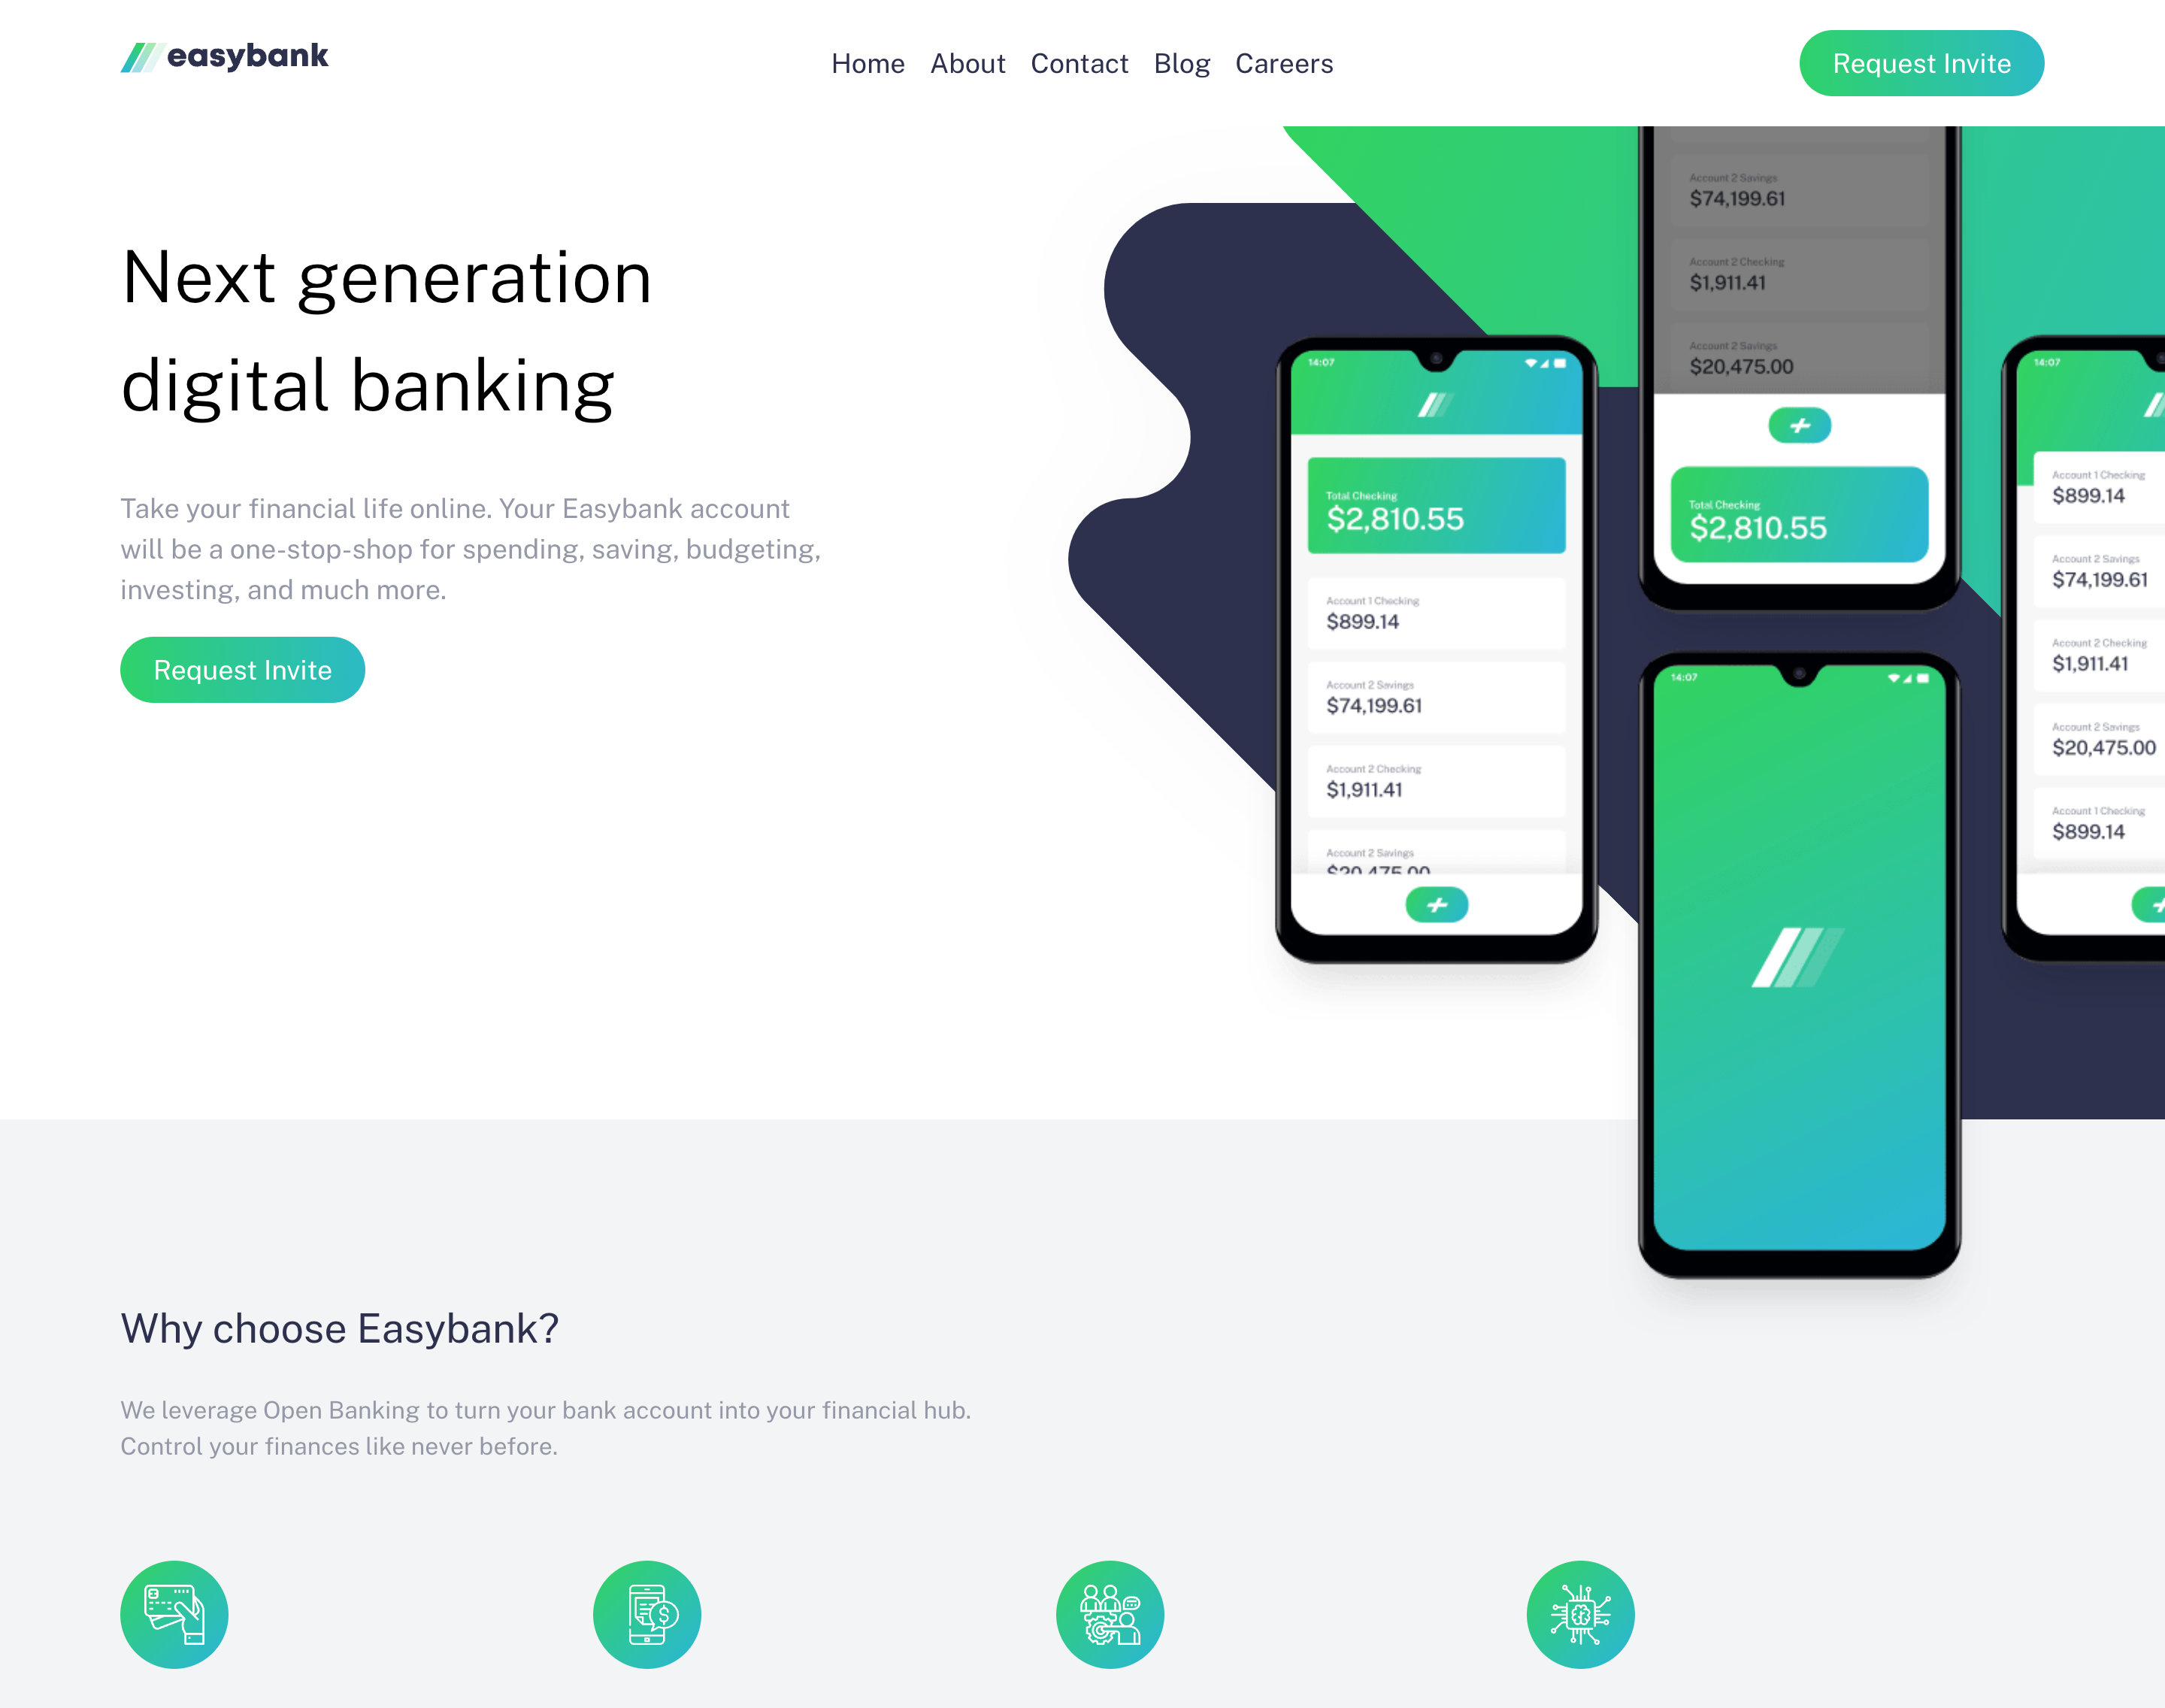 easybank
Home About Contact Blog Careers
Request Invite
Next generation
digital banking
Take your financial life online. Your Easybank account
will be a one-stop-shop for spending, saving, budgeting,
investing, and much more.
Request Invite
14:07
Total Checking
$2,810.55
Account 1 Checking
$899.14
Account 2 Savings
$74,199.61
Account 2 Checking
$1,911.41
Account 2 Savings
$20,475.00
Account 2 Savings
$74,199.61
Account 2 Checking
$1,911.41
Account 2 Savings
$20,475.00
Total Checking
$2,810.55
14:07
14:07
Account 1 Checking
$899.14
Account 2 Savings
$74,199.61
Account 2 Checking
$1,911.41
Account 2 Savings
$20,475.00
Account 1 Checking
$899.14
Why choose Easybank?
We leverage Open Banking to turn your bank account into your financial hub.
Control your finances like never before.